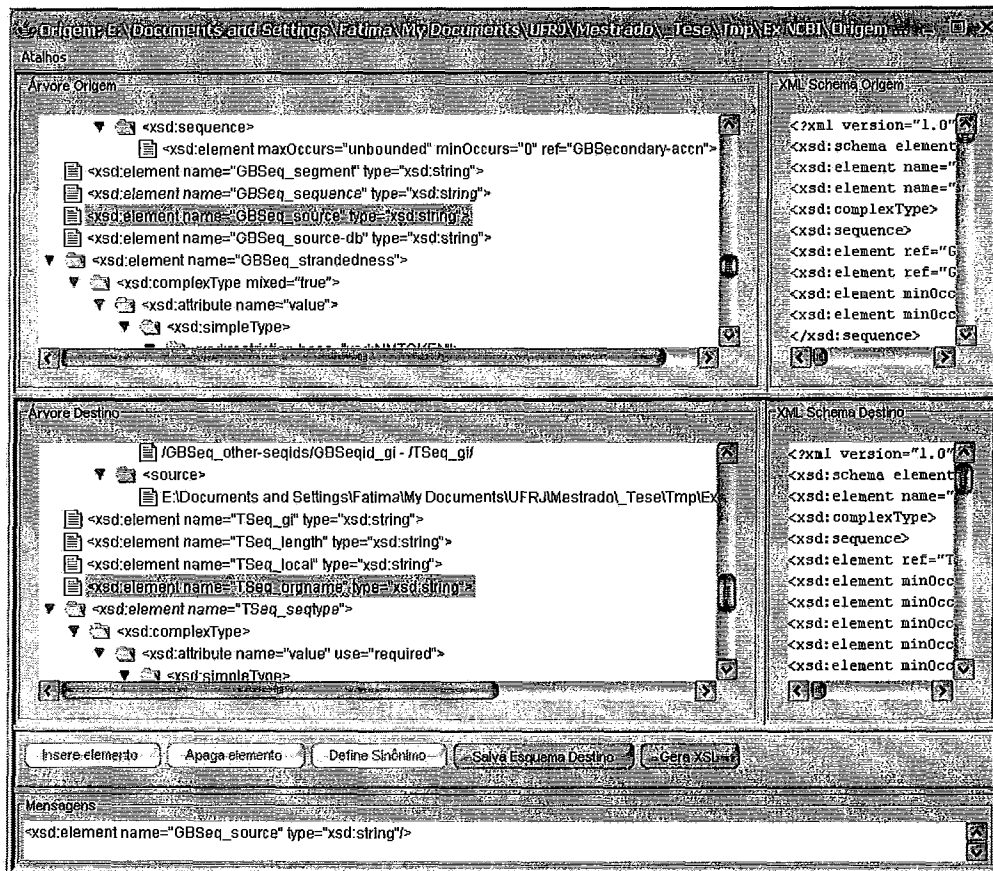 Origem: E:\Documents and Settings\Fatima\My Documents\UFRJ\Mestrado\_Tese\Tmp\Ex NCBI\Origem
Atalhos
Árvore Origem
<xsd:sequence>
<xsd:element maxOccurs="unbounded" minOccurs="0" ref="GBSecondary-accn">
<xsd:element name="GBSeq_segment" type="xsd:string">
<xsd:element name="GBSeq_sequence" type="xsd:string">
<xsd:element name="GBSeq_source" type="xsd:string">
<xsd:element name="GBSeq_source-db" type="xsd:string">
<xsd:element name="GBSeq_strandedness">
<xsd:complexType mixed="true">
<xsd:attribute name="value">
<xsd:simpleType>
<xsd:restriction base="xsd:NMTOKEN">
XML Schema Origem
<?xml version="1.0"
<xsd:schema element
<xsd:element name="
<xsd:element name="
<xsd:complexType>
<xsd:sequence>
<xsd:element ref="G
<xsd:element ref="G
<xsd:element minOcc
<xsd:element minOcc
</xsd:sequence>
Árvore Destino
/GBSeq_other-seqids/GBSeqid_gi - /TSeq_gi/
<source>
E:\Documents and Settings\Fatima\My Documents\UFRJ\Mestrado\_Tese\Tmp\Ex
<xsd:element name="TSeq_gi" type="xsd:string">
<xsd:element name="TSeq_length" type="xsd:string">
<xsd:element name="TSeq_local" type="xsd:string">
<xsd:element name="TSeq_orgname" type="xsd:string">
<xsd:element name="TSeq_seqtype">
<xsd:complexType>
<xsd:attribute name="value" use="required">
<xsd:simpleType>
XML Schema Destino
<?xml version="1.0"
<xsd:schema element
<xsd:element name="
<xsd:complexType>
<xsd:sequence>
<xsd:element ref="T
<xsd:element minOcc
<xsd:element minOcc
<xsd:element minOcc
<xsd:element minOcc
<xsd:element minOcc
Insere elemento Apaga elemento Define Sinônimo Salva Esquema Destino Gera XSL
Mensagens
<xsd:element name="GBSeq_source" type="xsd:string"/>